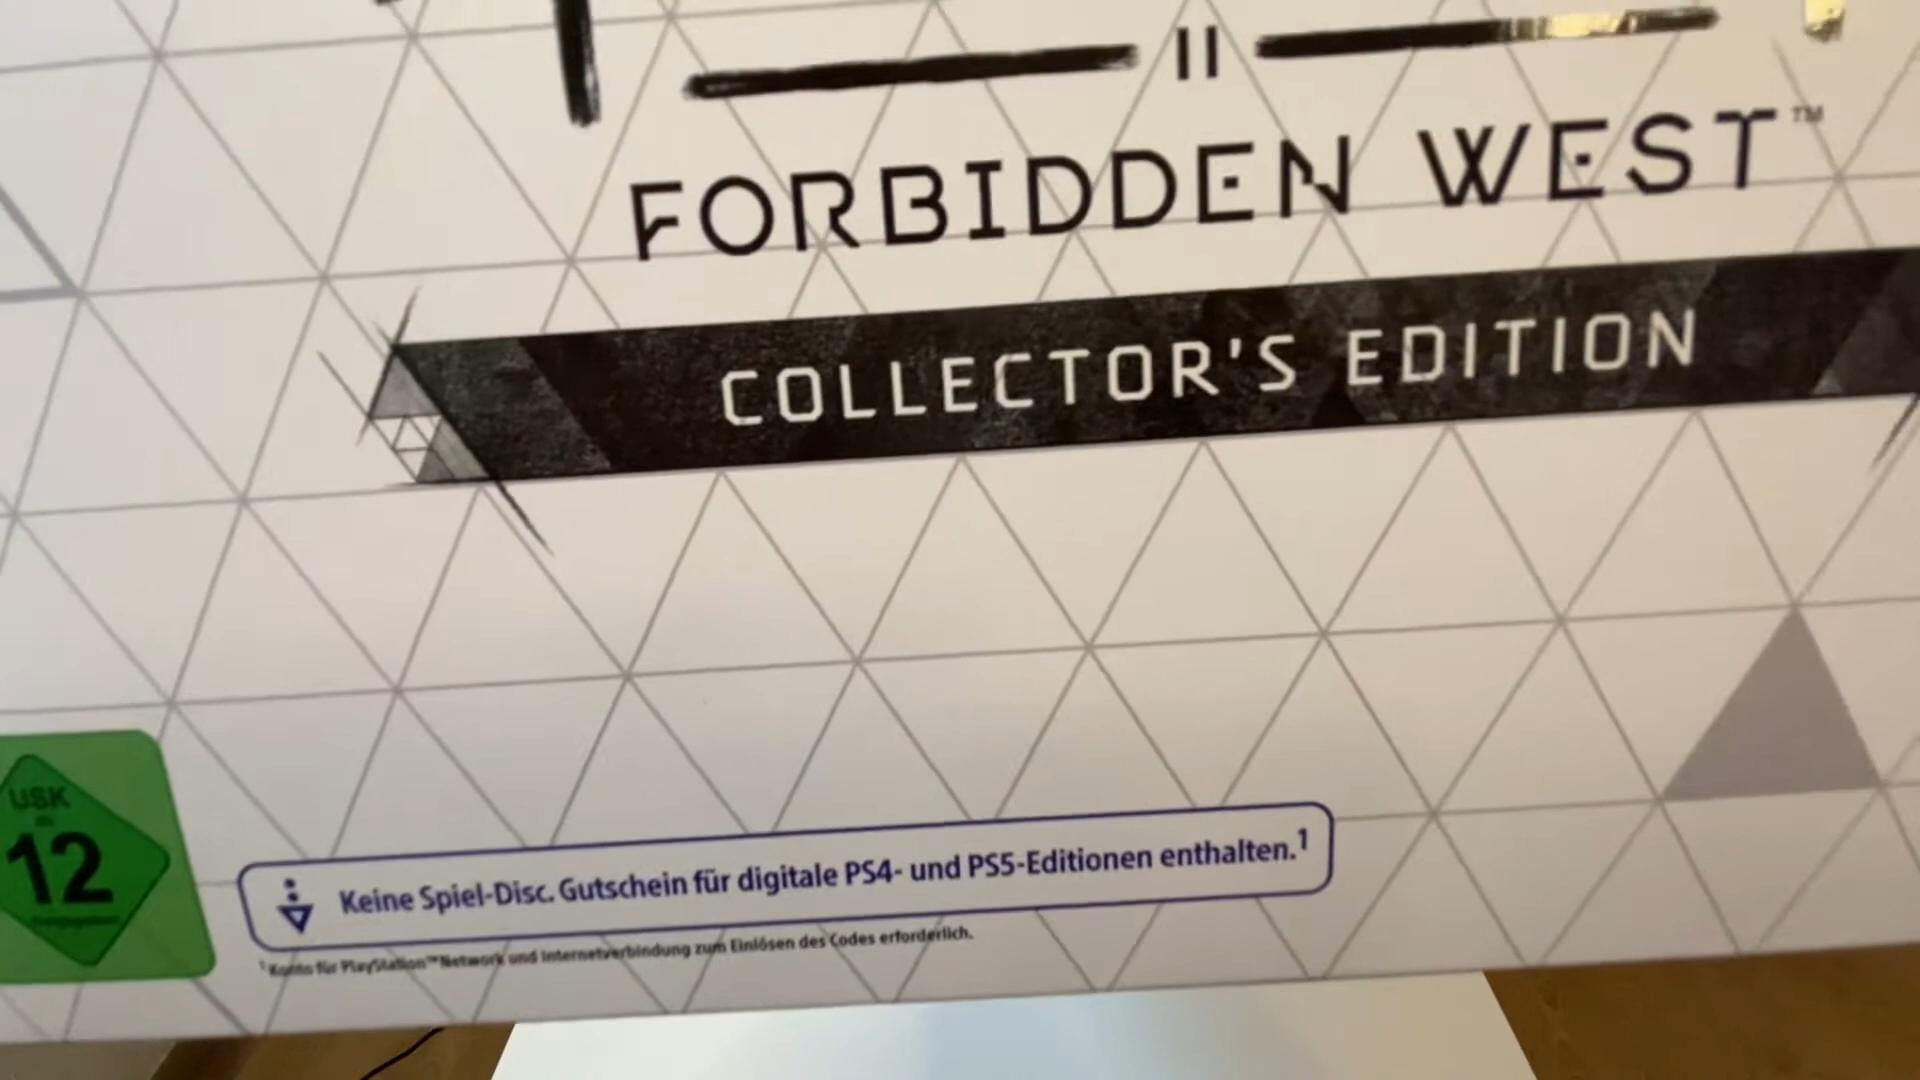 II
FORBIDDEN WEST™
COLLECTOR'S EDITION
USK
12
Keine Spiel-Disc. Gutschein für digitale PS4- und PS5-Editionen enthalten.¹
¹ Konto für PlayStation™Network und Internetverbindung zum Einlösen des Codes erforderlich.